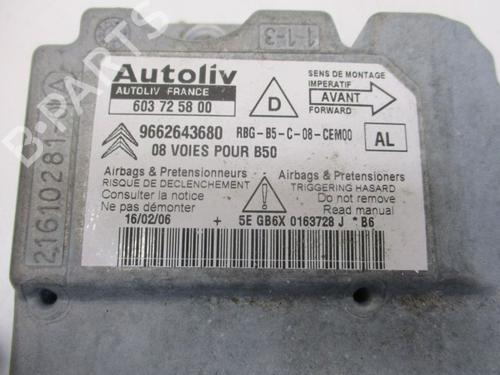 1-1-3
Autoliv
AUTOLIV FRANCE
603 72 58 00
D
SENS DE MONTAGE
IMPERATIF
AVANT
FORWARD
9662643680 RBG-B5-C-08-CEM00
08 VOIES POUR B50
AL
Airbags & Pretensionneurs
RISQUE DE DECLENCHEMENT
Consulter la notice
Ne pas démonter
Airbags & Pretensioners
TRIGGERING HASARD
Do not remove
Read manual
16/02/06 + 5E GB6X 0163728 J * B6